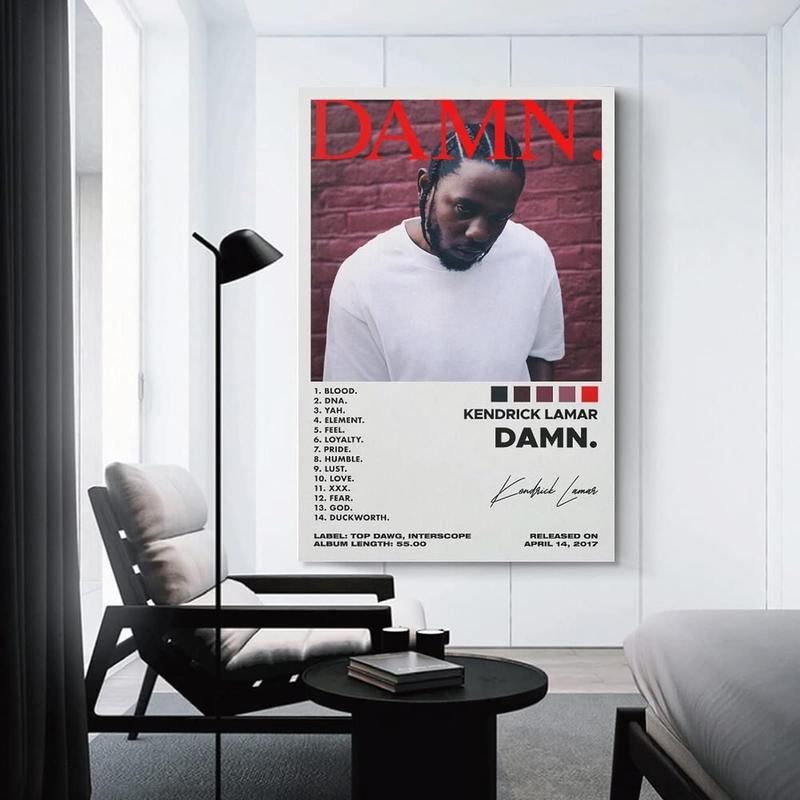 DAMN.
1. BLOOD.
2. DNA.
3. YAH.
4. ELEMENT.
5. FEEL.
6. LOYALTY.
7. PRIDE.
8. HUMBLE.
9. LUST.
10. LOVE.
11. XXX.
12. FEAR.
13. GOD.
14. DUCKWORTH.
KENDRICK LAMAR
DAMN.
Kendrick Lamar
LABEL: TOP DAWG, INTERSCOPE
ALBUM LENGTH: 55.00
RELEASED ON
APRIL 14, 2017